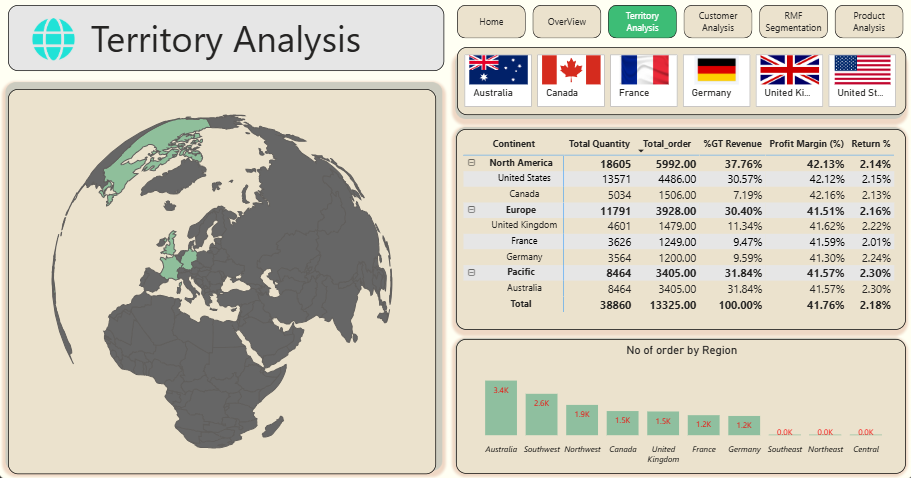 Territory Analysis
Home
OverView
Territory
Analysis
Customer
Analysis
RMF
Segmentation
Product
Analysis
Australia
Canada
France
Germany
United Ki...
United St...
Continent Total Quantity Total_order %GT Revenue Profit Margin (%) Return %
North America 18605 5992.00 37.76% 42.13% 2.14%
United States 13571 4486.00 30.57% 42.12% 2.15%
Canada 5034 1506.00 7.19% 42.16% 2.13%
Europe 11791 3928.00 30.40% 41.51% 2.16%
United Kingdom 4601 1479.00 11.34% 41.62% 2.22%
France 3626 1249.00 9.47% 41.59% 2.01%
Germany 3564 1200.00 9.59% 41.30% 2.24%
Pacific 8464 3405.00 31.84% 41.57% 2.30%
Australia 8464 3405.00 31.84% 41.57% 2.30%
Total 38860 13325.00 100.00% 41.76% 2.18%
No of order by Region
3.4K 2.6K 1.9K 1.5K 1.5K 1.2K 1.2K 0.0K 0.0K 0.0K
Australia Southwest Northwest Canada United France Germany Southeast Northeast Central
Kingdom